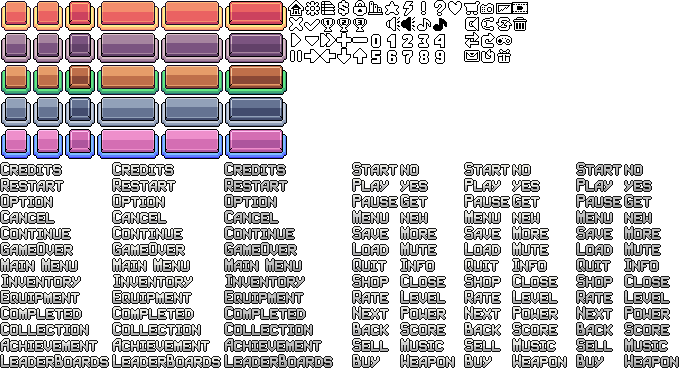 $ ! ?
1 2 3
0 1 2 3 4
5 6 7 8 9
CREDITS CREDITS CREDITS START NO START NO START NO
RESTART RESTART RESTART PLAY YES PLAY YES PLAY YES
OPTION OPTION OPTION PAUSE GET PAUSE GET PAUSE GET
CANCEL CANCEL CANCEL MENU NEW MENU NEW MENU NEW
CONTINUE CONTINUE CONTINUE SAVE MORE SAVE MORE SAVE MORE
GAMEOVER GAMEOVER GAMEOVER LOAD MUTE LOAD MUTE LOAD MUTE
MAIN MENU MAIN MENU MAIN MENU QUIT INFO QUIT INFO QUIT INFO
INVENTORY INVENTORY INVENTORY SHOP CLOSE SHOP CLOSE SHOP CLOSE
EQUIPMENT EQUIPMENT EQUIPMENT RATE LEVEL RATE LEVEL RATE LEVEL
COMPLETED COMPLETED COMPLETED NEXT POWER NEXT POWER NEXT POWER
COLLECTION COLLECTION COLLECTION BACK SCORE BACK SCORE BACK SCORE
ACHIEVEMENT ACHIEVEMENT ACHIEVEMENT SELL MUSIC SELL MUSIC SELL MUSIC
LEADERBOARDS LEADERBOARDS LEADERBOARDS BUY WEAPON BUY WEAPON BUY WEAPON